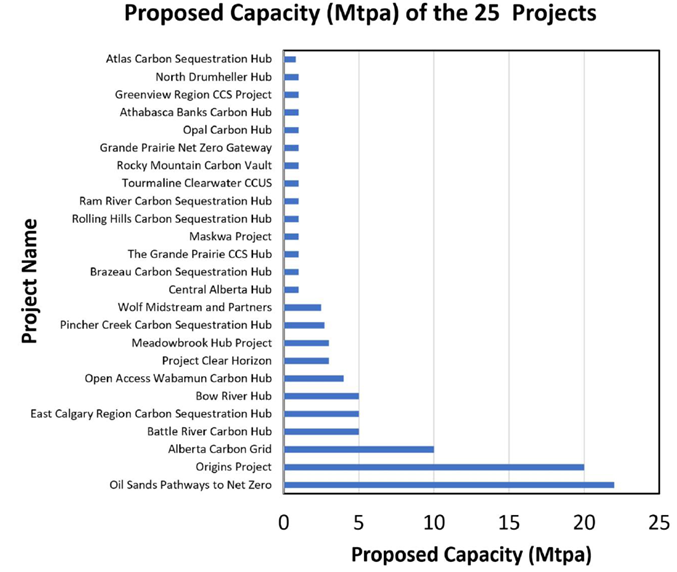 Proposed Capacity (Mtpa) of the 25 Projects
Project Name
Atlas Carbon Sequestration Hub
North Drumheller Hub
Greenview Region CCS Project
Athabasca Banks Carbon Hub
Opal Carbon Hub
Grande Prairie Net Zero Gateway
Rocky Mountain Carbon Vault
Tourmaline Clearwater CCUS
Ram River Carbon Sequestration Hub
Rolling Hills Carbon Sequestration Hub
Maskwa Project
The Grande Prairie CCS Hub
Brazeau Carbon Sequestration Hub
Central Alberta Hub
Wolf Midstream and Partners
Pincher Creek Carbon Sequestration Hub
Meadowbrook Hub Project
Project Clear Horizon
Open Access Wabamun Carbon Hub
Bow River Hub
East Calgary Region Carbon Sequestration Hub
Battle River Carbon Hub
Alberta Carbon Grid
Origins Project
Oil Sands Pathways to Net Zero
0 5 10 15 20 25
Proposed Capacity (Mtpa)